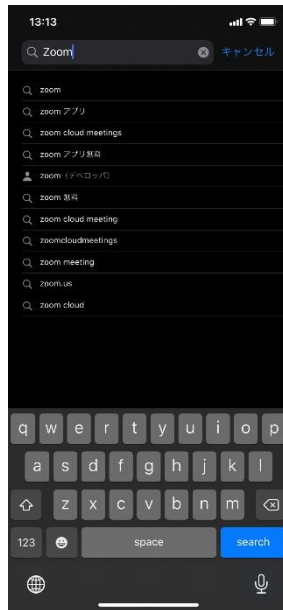 13:13
Zoom
キャンセル
zoom
zoom アプリ
zoom cloud meetings
zoom アプリ無料
zoom (デベロッパ)
zoom 無料
zoom cloud meeting
zoomcloudmeetings
zoom meeting
zoom.us
zoom cloud
q w e r t y u i o p
a s d f g h j k l
z x c v b n m
123 space search